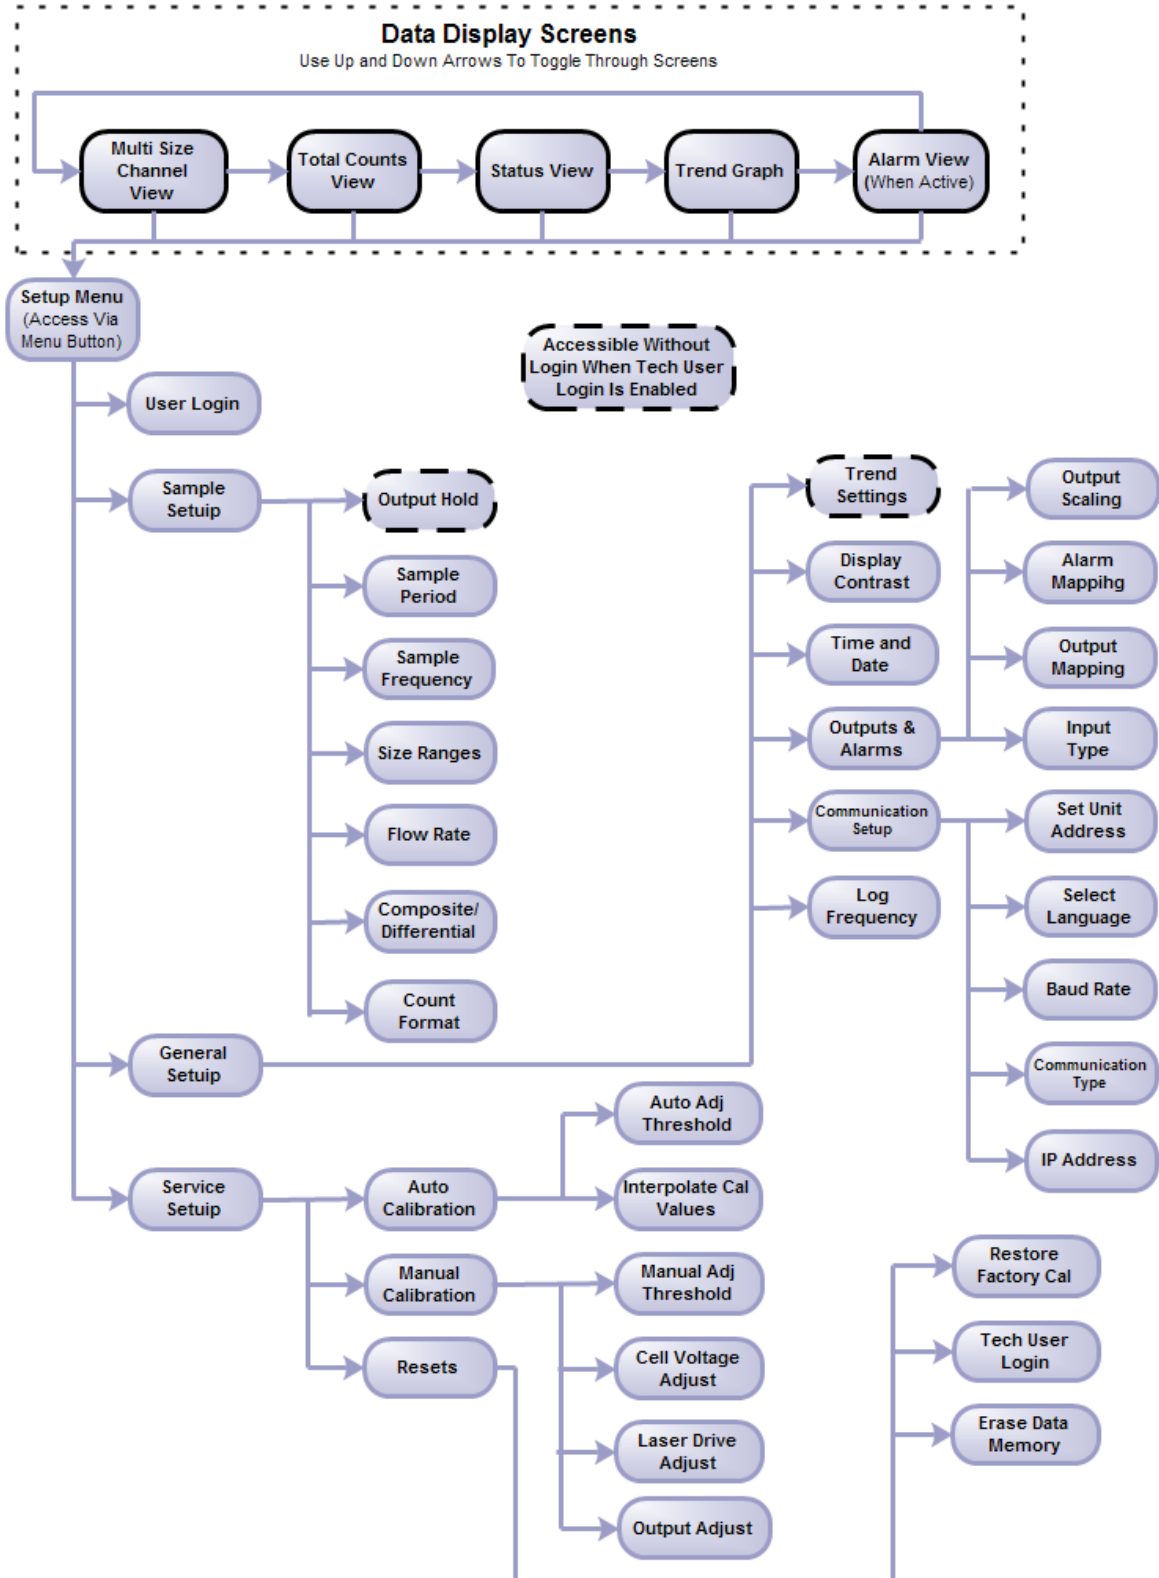 Data Display Screens
Use Up and Down Arrows To Toggle Through Screens
Multi Size
Channel
View
Total Counts
View
Status View
Trend Graph
Alarm View
(When Active)
Setup Menu
(Access Via
Menu Button)
Accessible Without
Login When Tech User
Login Is Enabled
User Login
Sample
Setuip
Output Hold
Sample
Period
Sample
Frequency
Size Ranges
Flow Rate
Composite/
Differential
Count
Format
General
Setuip
Trend
Settings
Display
Contrast
Time and
Date
Outputs &
Alarms
Communication
Setup
Log
Frequency
Output
Scaling
Alarm
Mappihg
Output
Mapping
Input
Type
Set Unit
Address
Select
Language
Baud Rate
Communication
Type
IP Address
Service
Setuip
Auto
Calibration
Auto Adj
Threshold
Interpolate Cal
Values
Manual
Calibration
Manual Adj
Threshold
Cell Voltage
Adjust
Laser Drive
Adjust
Output Adjust
Resets
Restore
Factory Cal
Tech User
Login
Erase Data
Memory